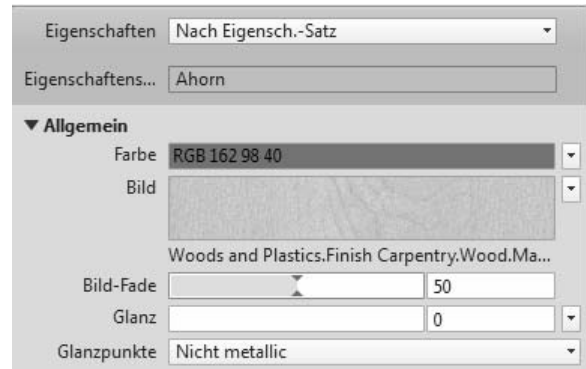 Eigenschaften Nach Eigensch.-Satz
Eigenschaftens... Ahorn
Allgemein
Farbe RGB 162 98 40
Bild
Woods and Plastics.Finish Carpentry.Wood.Ma...
Bild-Fade 50
Glanz 0
Glanzpunkte Nicht metallic